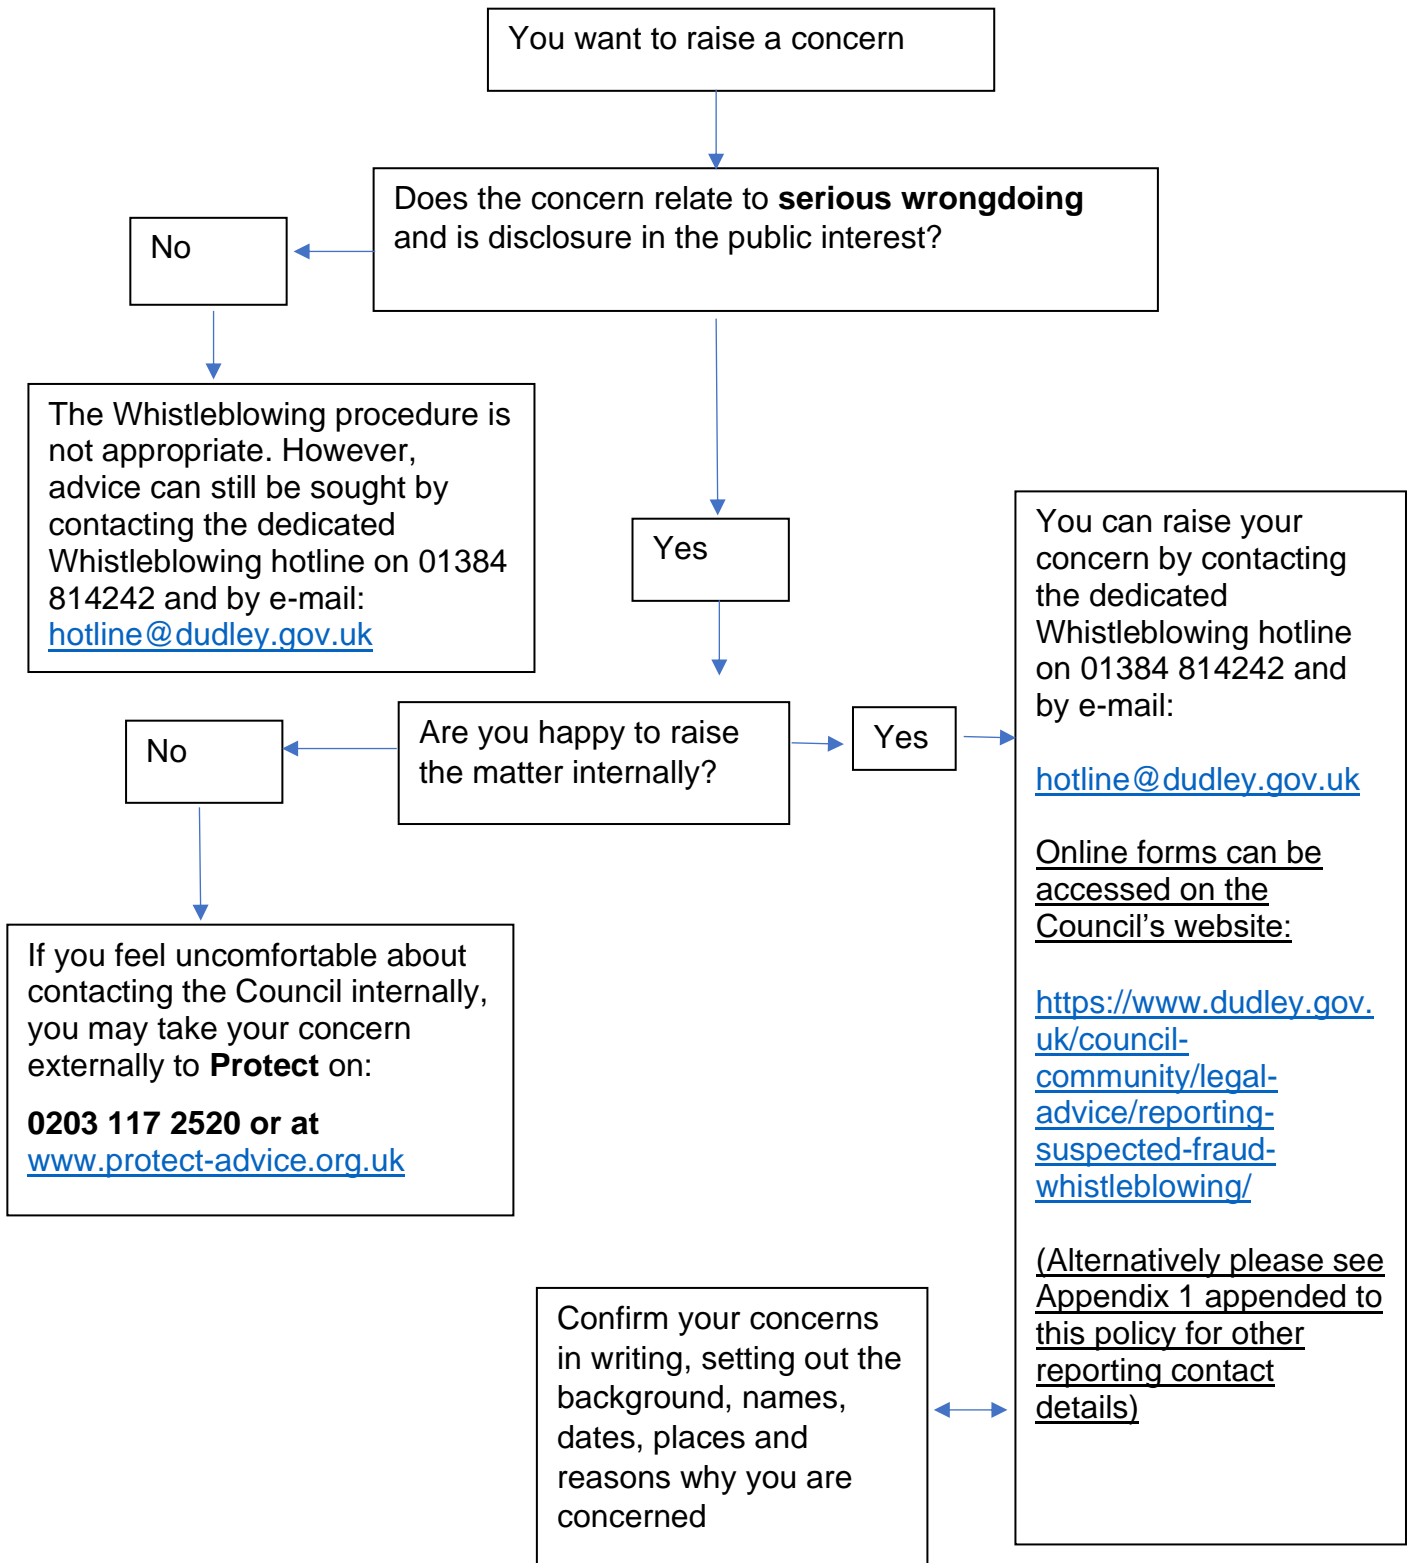 You want to raise a concern
Does the concern relate to serious wrongdoing
and is disclosure in the public interest?
No
The Whistleblowing procedure is
not appropriate. However,
advice can still be sought by
contacting the dedicated
Whistleblowing hotline on 01384
814242 and by e-mail:
hotline@dudley.gov.uk
Yes
Are you happy to raise
the matter internally?
No
Yes
If you feel uncomfortable about
contacting the Council internally,
you may take your concern
externally to Protect on:
0203 117 2520 or at
www.protect-advice.org.uk
You can raise your
concern by contacting
the dedicated
Whistleblowing hotline
on 01384 814242 and
by e-mail:
hotline@dudley.gov.uk
Online forms can be
accessed on the
Council’s website:
https://www.dudley.gov.
uk/council-
community/legal-
advice/reporting-
suspected-fraud-
whistleblowing/
(Alternatively please see
Appendix 1 appended to
this policy for other
reporting contact
details)
Confirm your concerns
in writing, setting out the
background, names,
dates, places and
reasons why you are
concerned